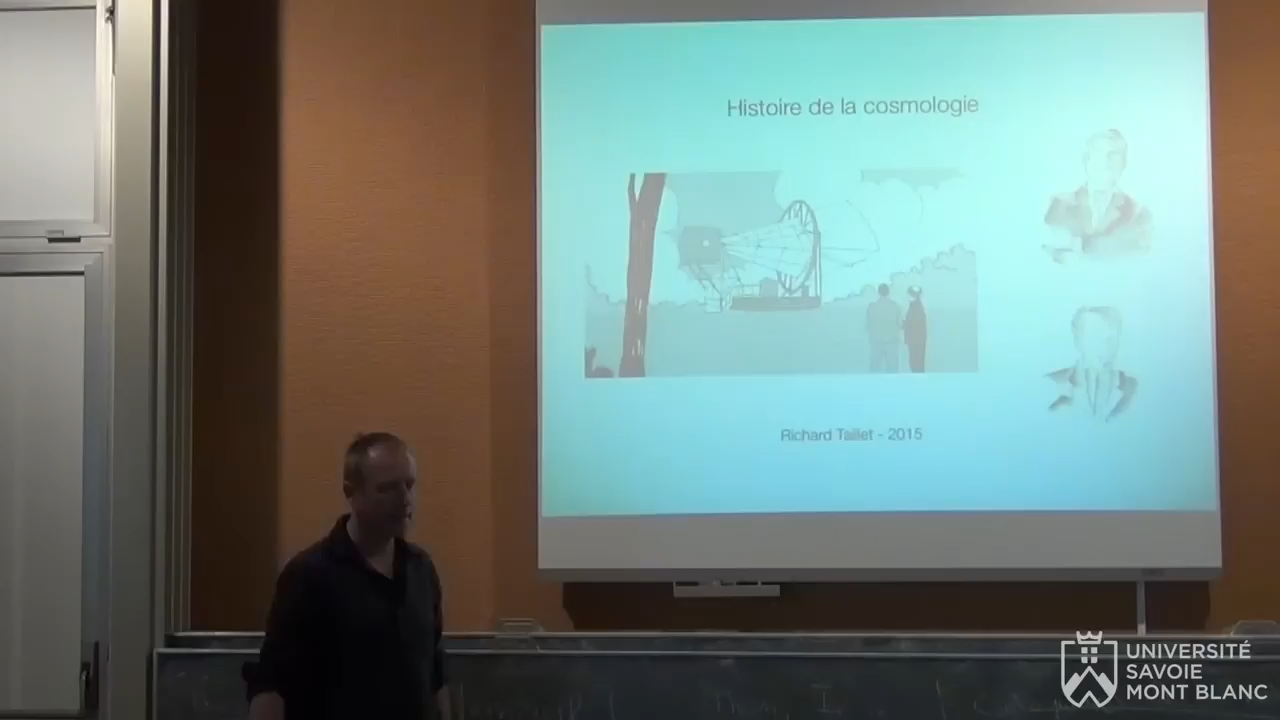 Histoire de la cosmologie
Richard Taillet - 2015
UNIVERSITÉ
SAVOIE
MONT BLANC